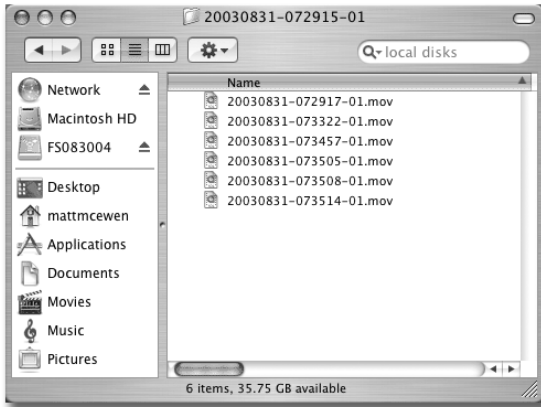 20030831-072915-01
local disks
Network
Macintosh HD
FS083004
Desktop
mattmcewen
Applications
Documents
Movies
Music
Pictures
Name
20030831-072917-01.mov
20030831-073322-01.mov
20030831-073457-01.mov
20030831-073505-01.mov
20030831-073508-01.mov
20030831-073514-01.mov
6 items, 35.75 GB available